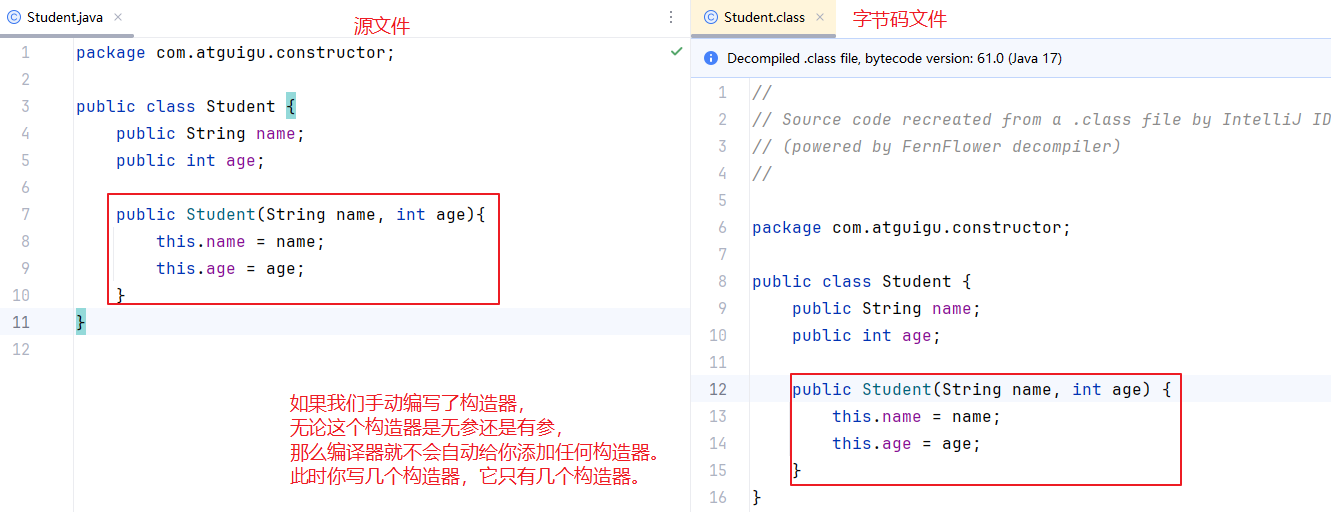 Student.java
源文件
1 package com.atguigu.constructor;
2
3 public class Student {
4 public String name;
5 public int age;
6
7 public Student(String name, int age){
8 this.name = name;
9 this.age = age;
10 }
11 }
12
如果我们手动编写了构造器，
无论这个构造器是无参还是有参，
那么编译器就不会自动给你添加任何构造器。
此时你写几个构造器，它只有几个构造器。
Student.class
字节码文件
Decompiled .class file, bytecode version: 61.0 (Java 17)
1 //
2 // Source code recreated from a .class file by IntelliJ ID
3 // (powered by FernFlower decompiler)
4 //
5
6 package com.atguigu.constructor;
7
8 public class Student {
9 public String name;
10 public int age;
11
12 public Student(String name, int age) {
13 this.name = name;
14 this.age = age;
15 }
16 }